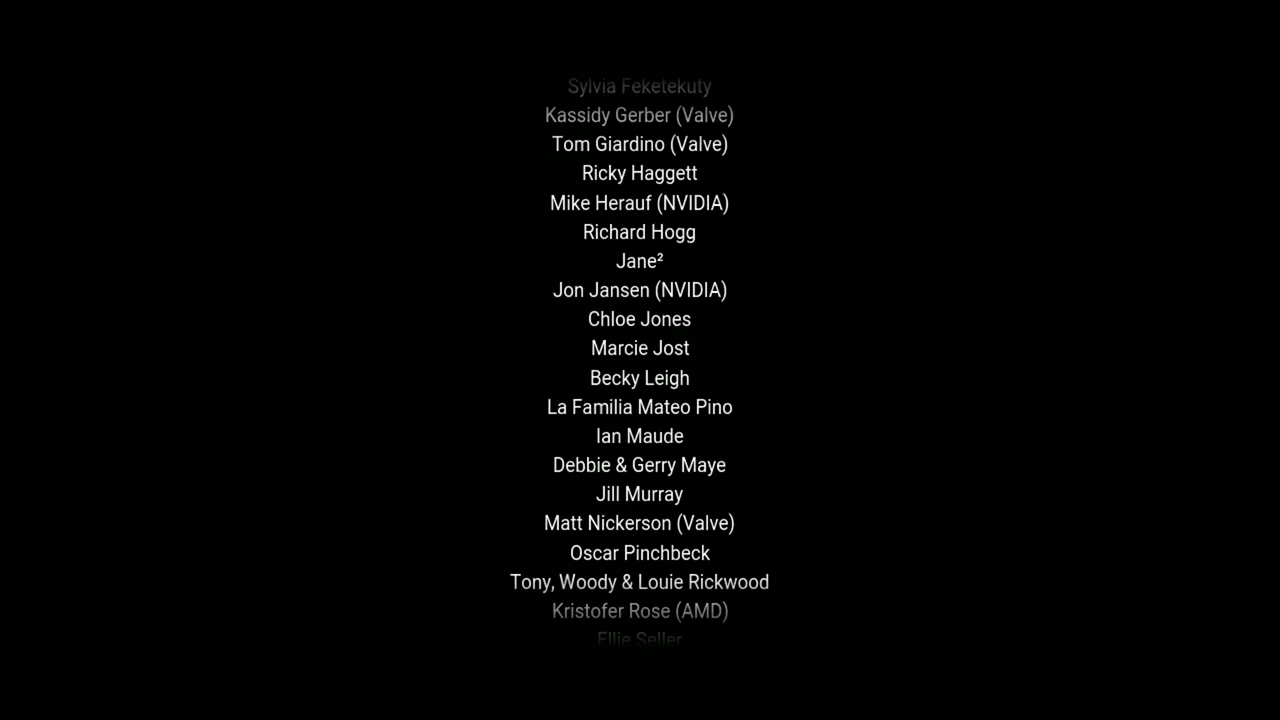 Sylvia Feketekuty
Kassidy Gerber (Valve)
Tom Giardino (Valve)
Ricky Haggett
Mike Herauf (NVIDIA)
Richard Hogg
Jane²
Jon Jansen (NVIDIA)
Chloe Jones
Marcie Jost
Becky Leigh
La Familia Mateo Pino
Ian Maude
Debbie & Gerry Maye
Jill Murray
Matt Nickerson (Valve)
Oscar Pinchbeck
Tony, Woody & Louie Rickwood
Kristofer Rose (AMD)
Ellie Seller